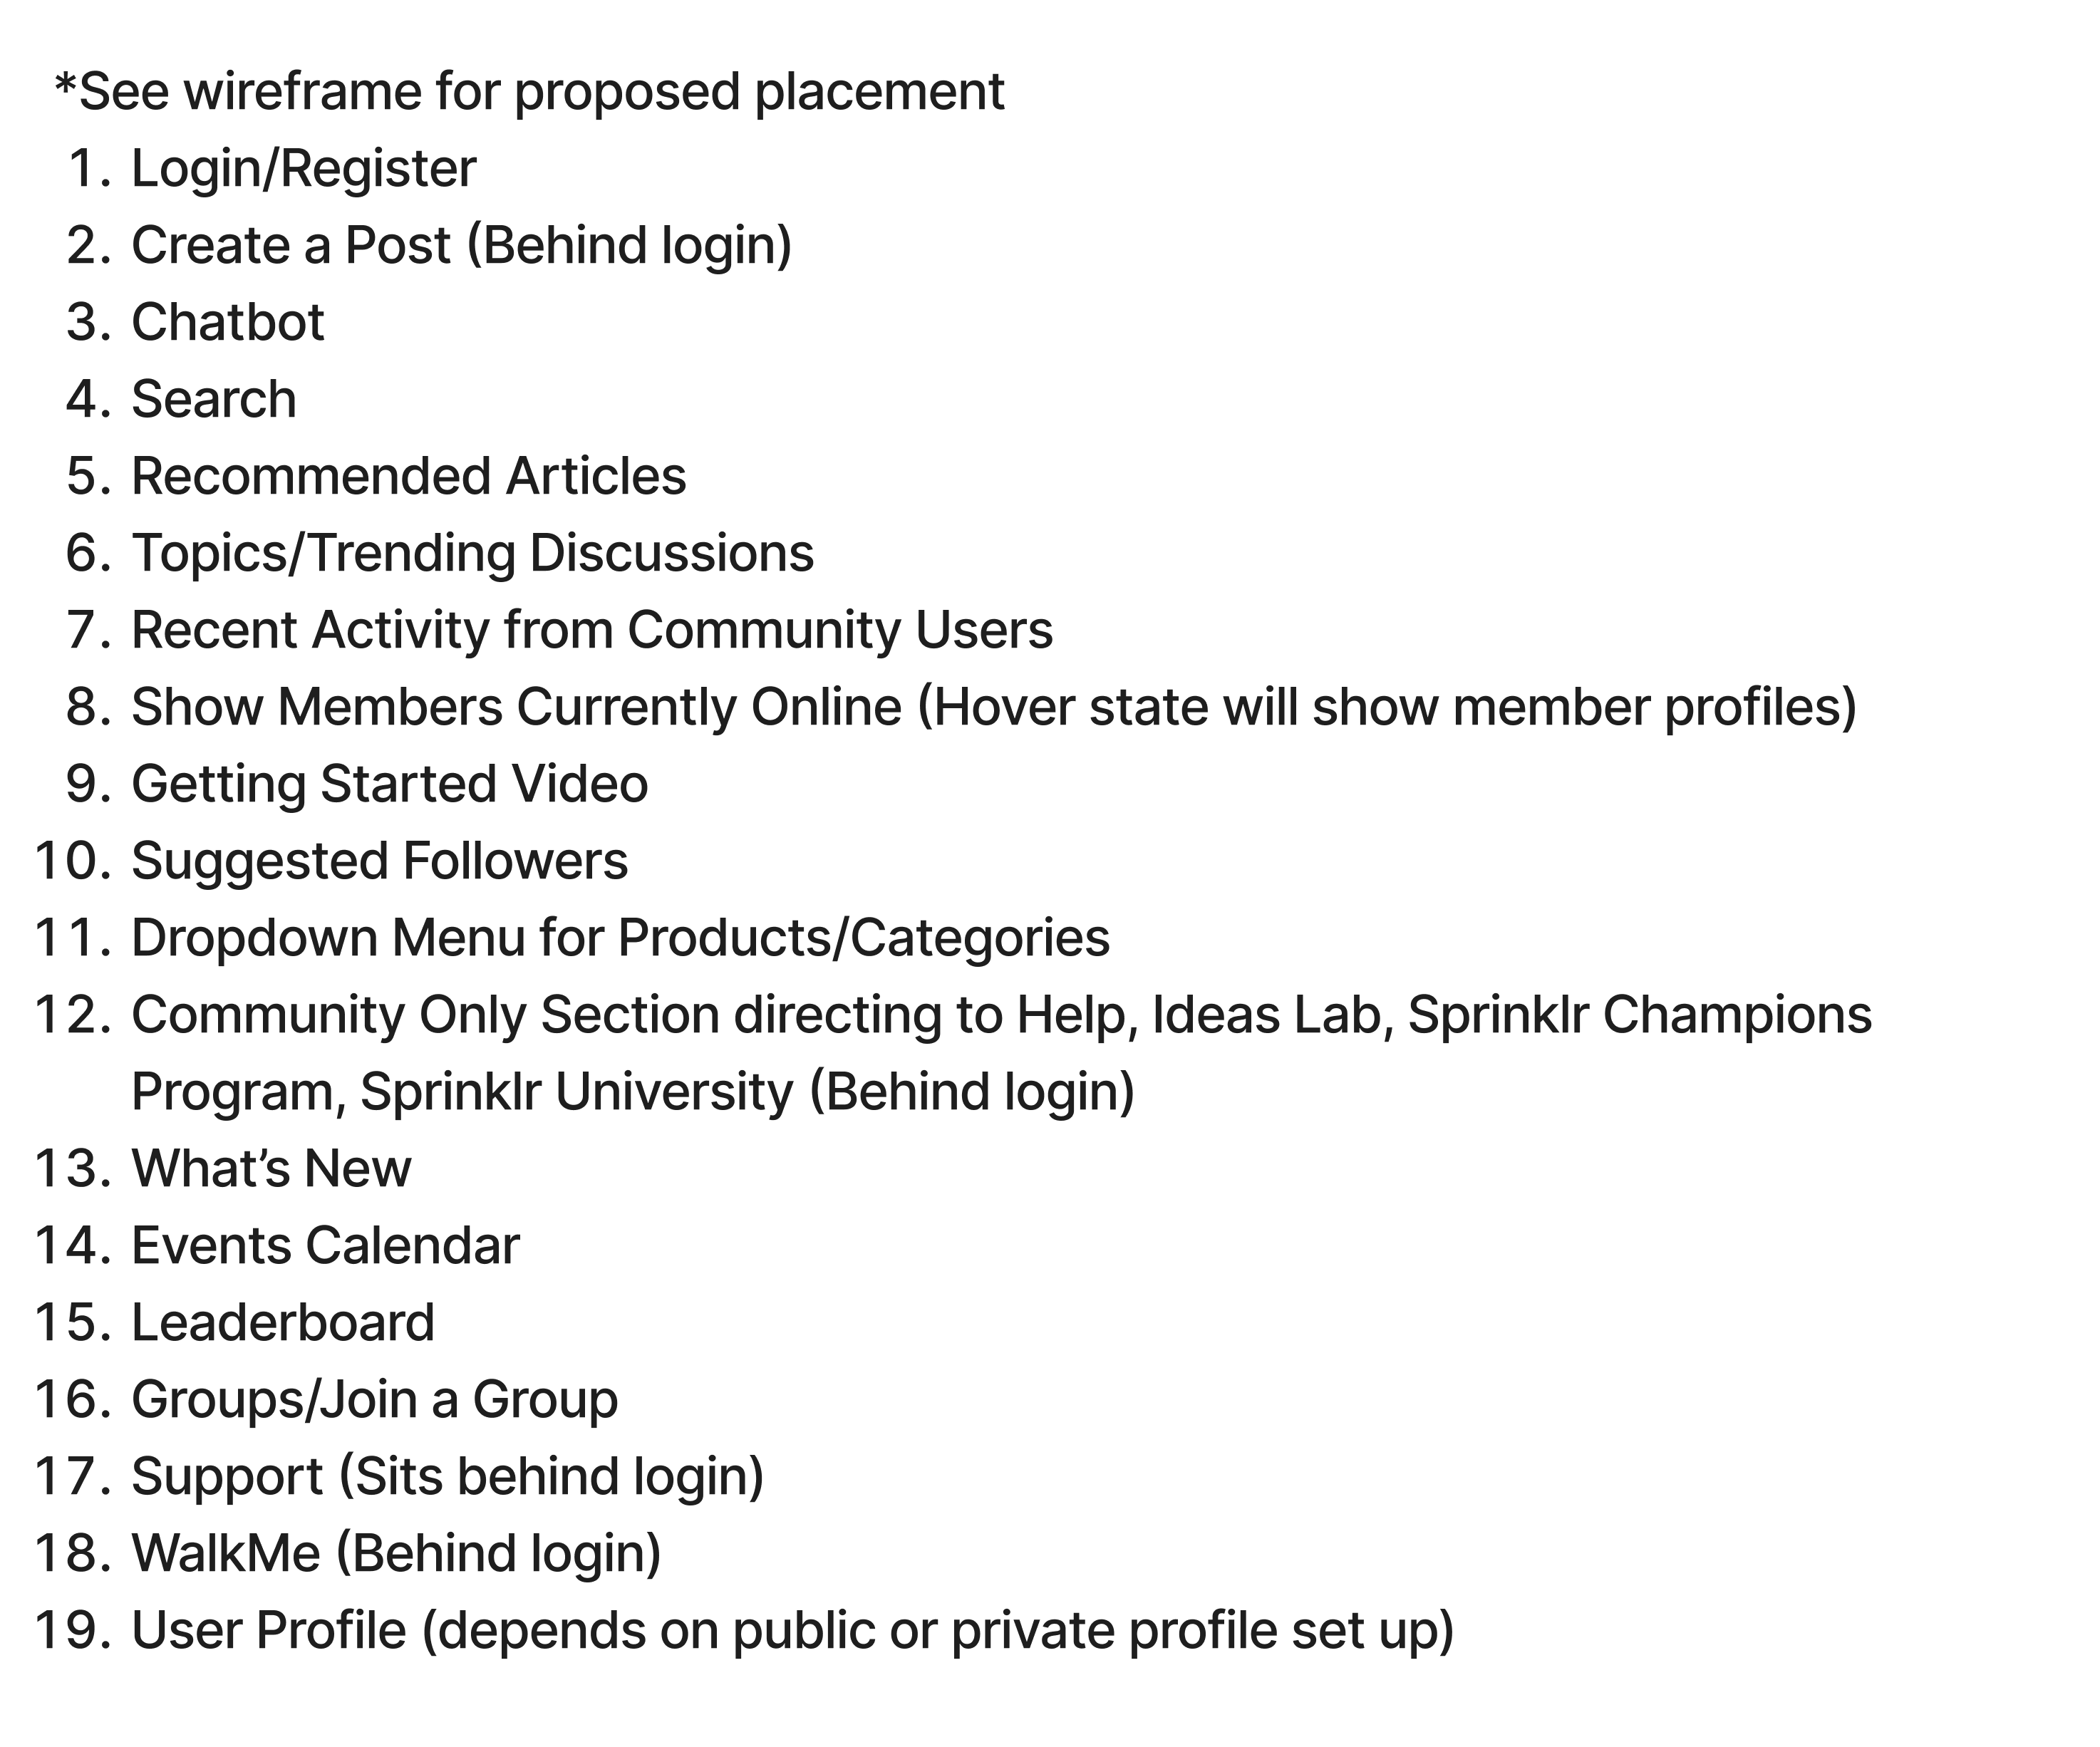 *See wireframe for proposed placement
1. Login/Register
2. Create a Post (Behind login)
3. Chatbot
4. Search
5. Recommended Articles
6. Topics/Trending Discussions
7. Recent Activity from Community Users
8. Show Members Currently Online (Hover state will show member profiles)
9. Getting Started Video
10. Suggested Followers
11. Dropdown Menu for Products/Categories
12. Community Only Section directing to Help, Ideas Lab, Sprinklr Champions
Program, Sprinklr University (Behind login)
13. What’s New
14. Events Calendar
15. Leaderboard
16. Groups/Join a Group
17. Support (Sits behind login)
18. WalkMe (Behind login)
19. User Profile (depends on public or private profile set up)